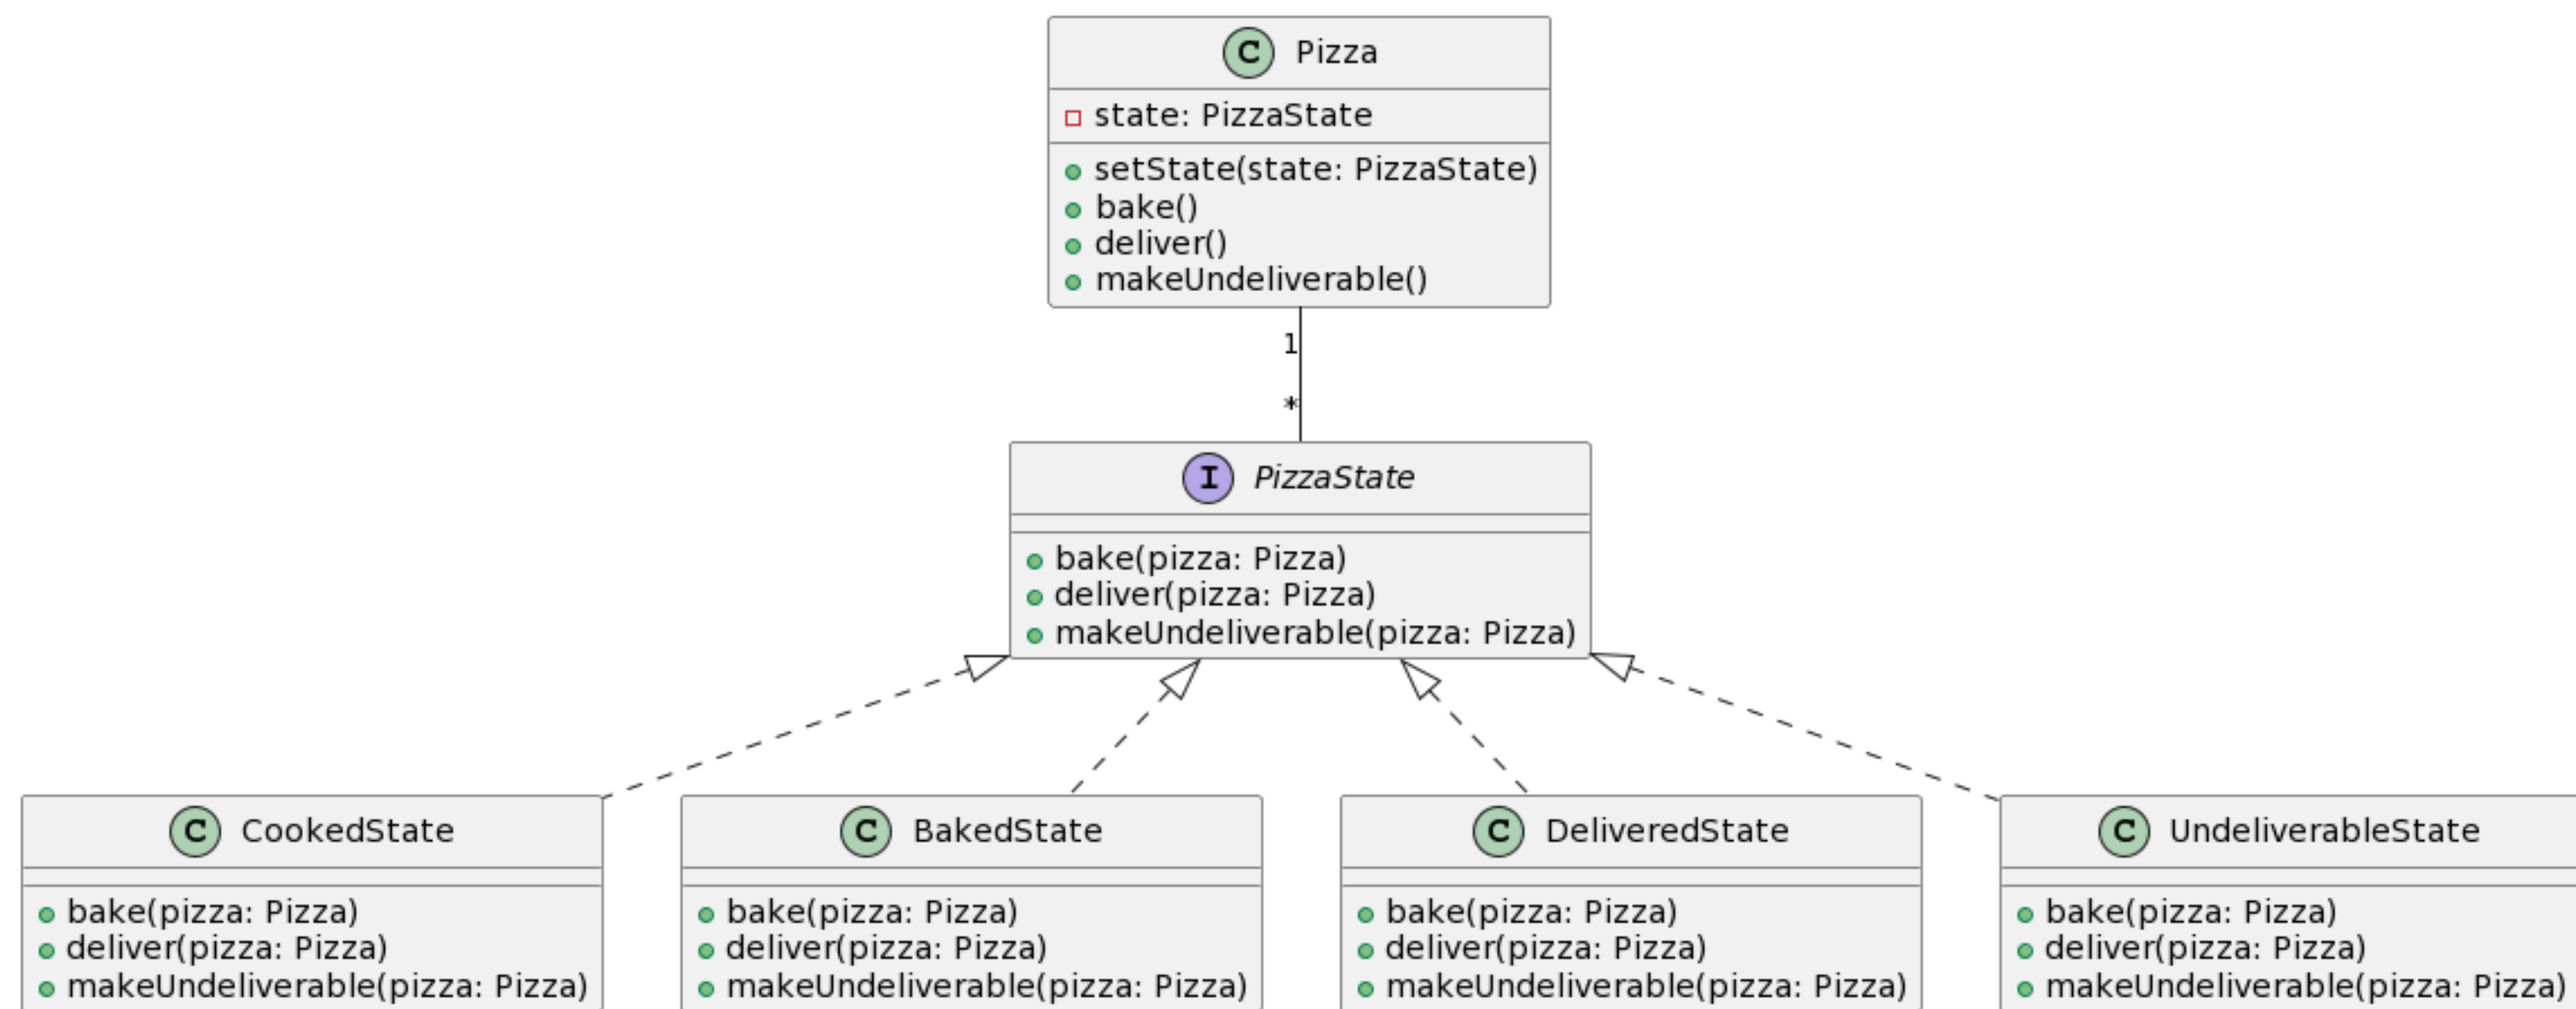 C Pizza
state: PizzaState
setState(state: PizzaState)
bake()
deliver()
makeUndeliverable()
1
*
I PizzaState
bake(pizza: Pizza)
deliver(pizza: Pizza)
makeUndeliverable(pizza: Pizza)
C CookedState
bake(pizza: Pizza)
deliver(pizza: Pizza)
makeUndeliverable(pizza: Pizza)
C BakedState
bake(pizza: Pizza)
deliver(pizza: Pizza)
makeUndeliverable(pizza: Pizza)
C DeliveredState
bake(pizza: Pizza)
deliver(pizza: Pizza)
makeUndeliverable(pizza: Pizza)
C UndeliverableState
bake(pizza: Pizza)
deliver(pizza: Pizza)
makeUndeliverable(pizza: Pizza)